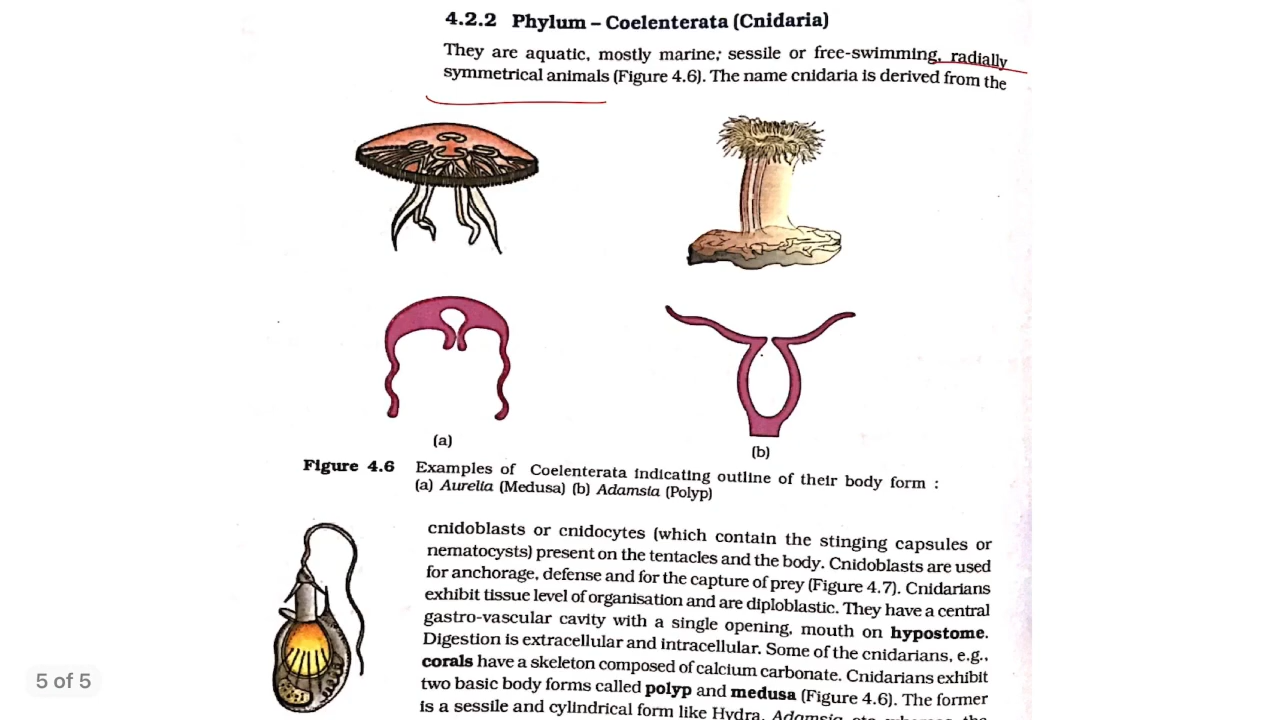 4.2.2 Phylum – Coelenterata (Cnidaria)
They are aquatic, mostly marine; sessile or free-swimming, radially
symmetrical animals (Figure 4.6). The name cnidaria is derived from the
(a)
(b)
Figure 4.6 Examples of Coelenterata indicating outline of their body form :
(a) Aurelia (Medusa) (b) Adamsia (Polyp)
cnidoblasts or cnidocytes (which contain the stinging capsules or
nematocysts) present on the tentacles and the body. Cnidoblasts are used
for anchorage, defense and for the capture of prey (Figure 4.7). Cnidarians
exhibit tissue level of organisation and are diploblastic. They have a central
gastro-vascular cavity with a single opening, mouth on hypostome.
Digestion is extracellular and intracellular. Some of the cnidarians, e.g.,
corals have a skeleton composed of calcium carbonate. Cnidarians exhibit
two basic body forms called polyp and medusa (Figure 4.6). The former
is a sessile and cylindrical form like Hydra, Adamsia, etc. whereas, the
5 of 5